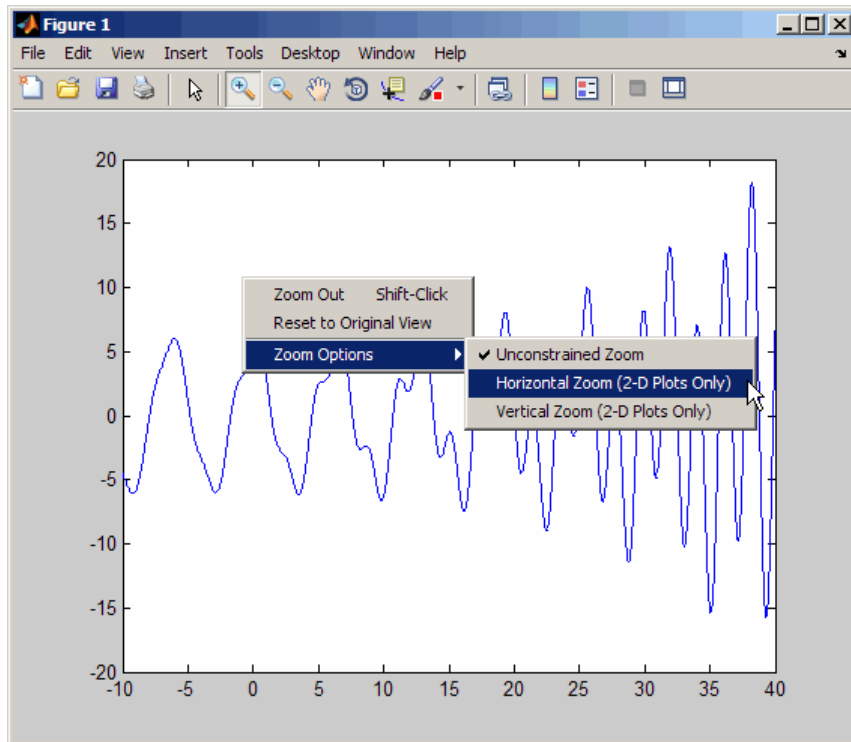 Figure 1
File Edit View Insert Tools Desktop Window Help
20
15
10
5
0
-5
-10
-15
-20
Zoom Out Shift-Click
Reset to Original View
Zoom Options
Unconstrained Zoom
Horizontal Zoom (2-D Plots Only)
Vertical Zoom (2-D Plots Only)
-10 -5 0 5 10 15 20 25 30 35 40